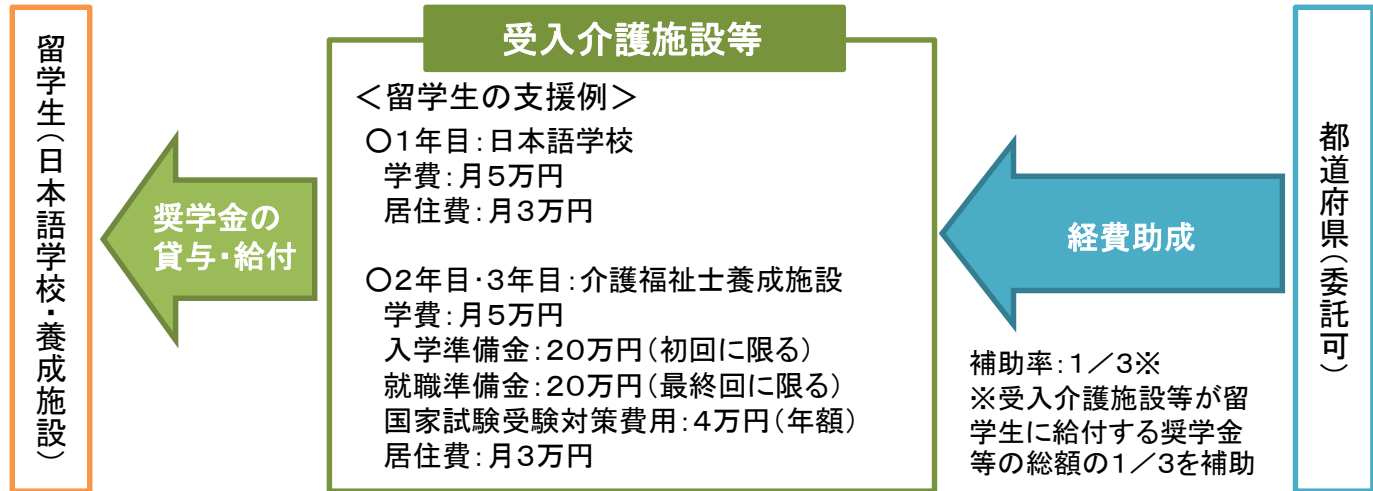 留学生（日本語学校・養成施設）
奨学金の
貸与・給付
受入介護施設等
＜留学生の支援例＞
○１年目：日本語学校
学費：月５万円
居住費：月３万円
○２年目・３年目：介護福祉士養成施設
学費：月５万円
入学準備金：２０万円（初回に限る）
就職準備金：２０万円（最終回に限る）
国家試験受験対策費用：４万円（年額）
居住費：月３万円
経費助成
補助率：１／３※
※受入介護施設等が留
学生に給付する奨学金
等の総額の１／３を補助
都道府県（委託可）